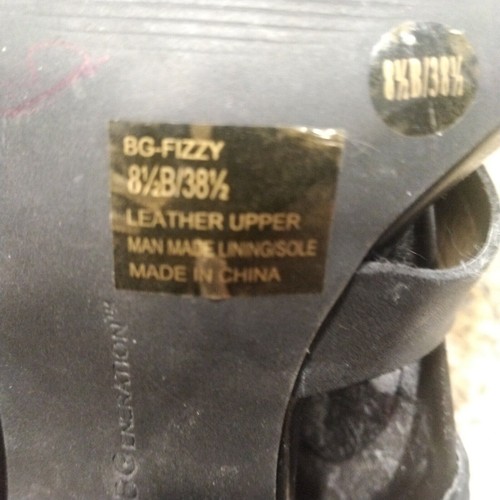 8½B/38½
BG-FIZZY
8½B/38½
LEATHER UPPER
MAN MADE LINING/SOLE
MADE IN CHINA
BGENERATION™